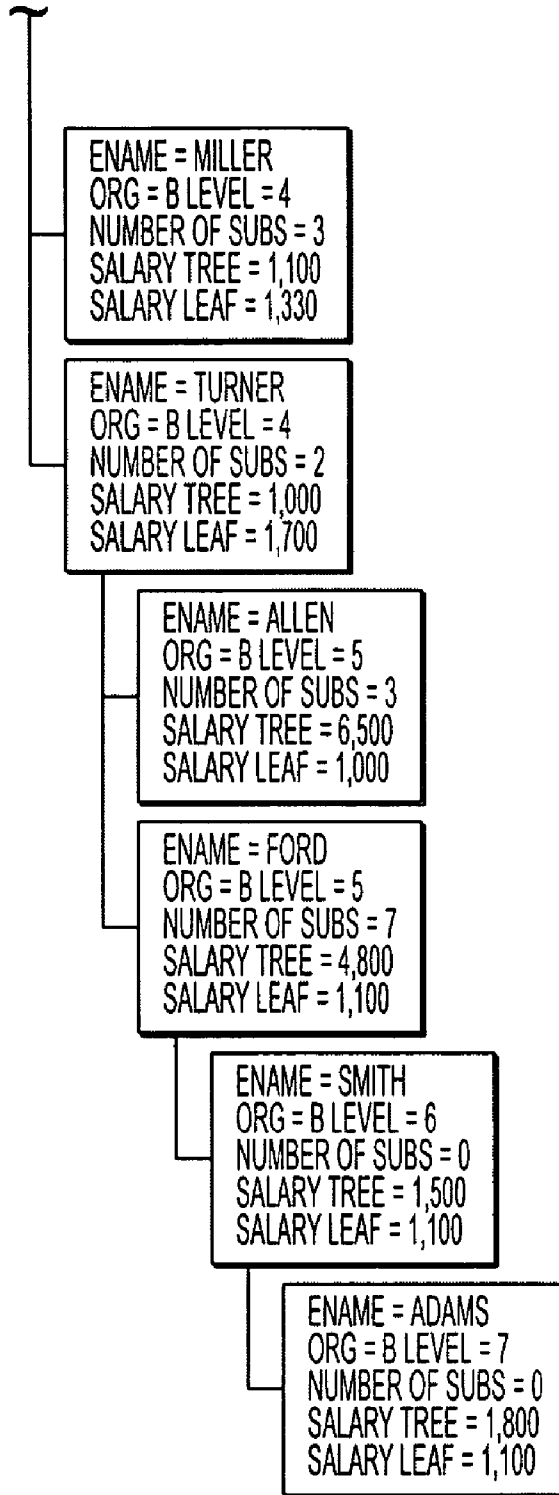 ENAME = MILLER
ORG = B LEVEL = 4
NUMBER OF SUBS = 3
SALARY TREE = 1,100
SALARY LEAF = 1,330
ENAME = TURNER
ORG = B LEVEL = 4
NUMBER OF SUBS = 2
SALARY TREE = 1,000
SALARY LEAF = 1,700
ENAME = ALLEN
ORG = B LEVEL = 5
NUMBER OF SUBS = 3
SALARY TREE = 6,500
SALARY LEAF = 1,000
ENAME = FORD
ORG = B LEVEL = 5
NUMBER OF SUBS = 7
SALARY TREE = 4,800
SALARY LEAF = 1,100
ENAME = SMITH
ORG = B LEVEL = 6
NUMBER OF SUBS = 0
SALARY TREE = 1,500
SALARY LEAF = 1,100
ENAME = ADAMS
ORG = B LEVEL = 7
NUMBER OF SUBS = 0
SALARY TREE = 1,800
SALARY LEAF = 1,100